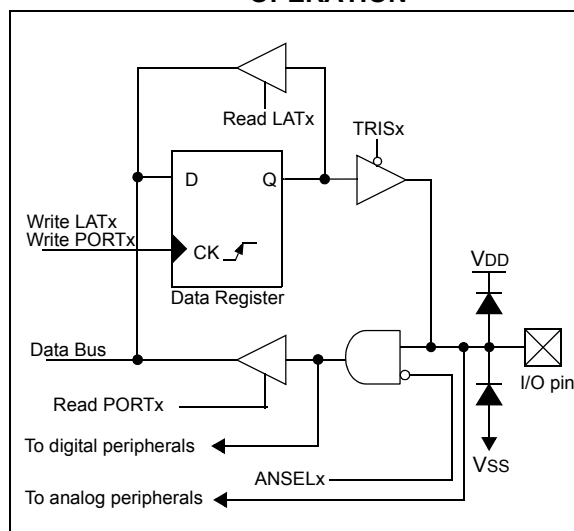 OPERATION
Read LATx
TRISx
D
Q
Write LATx
Write PORTx
CK
VDD
Data Register
Data Bus
I/O pin
Read PORTx
To digital peripherals
ANSELx
VSS
To analog peripherals